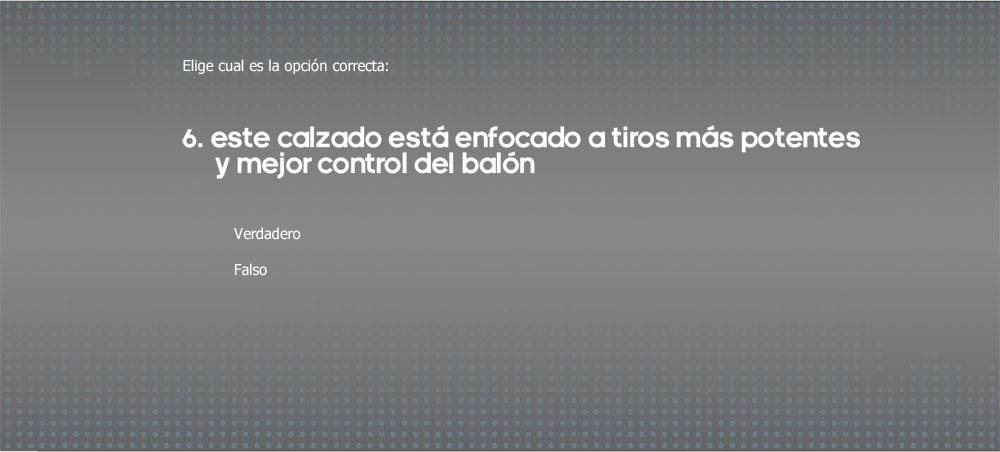 Elige cual es la opción correcta:
6. este calzado está enfocado a tiros más potentes
y mejor control del balón
Verdadero
Falso